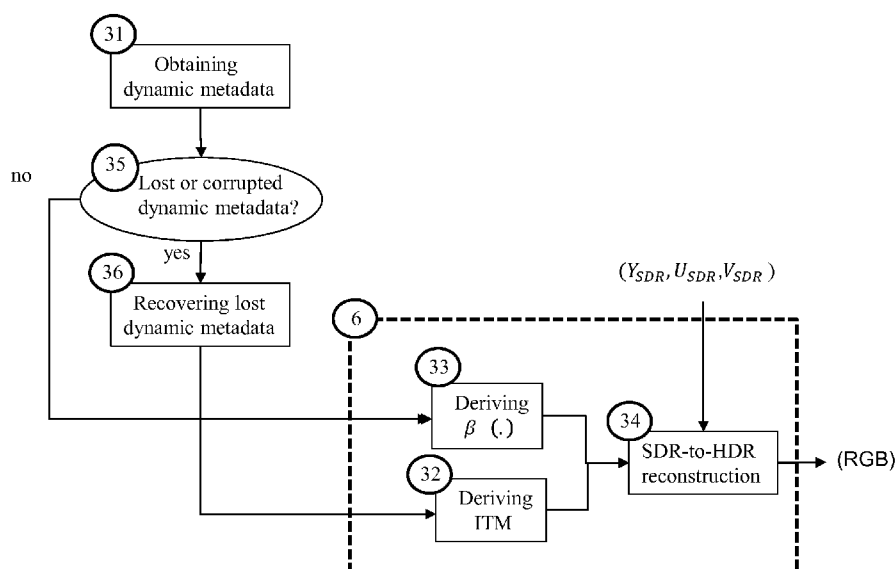 31
Obtaining
dynamic metadata
35
no
Lost or corrupted
dynamic metadata?
yes
36
Recovering lost
dynamic metadata
(Y_SDR, U_SDR, V_SDR )
6
33
Deriving
β (.)
34
SDR-to-HDR
reconstruction
(RGB)
32
Deriving
ITM